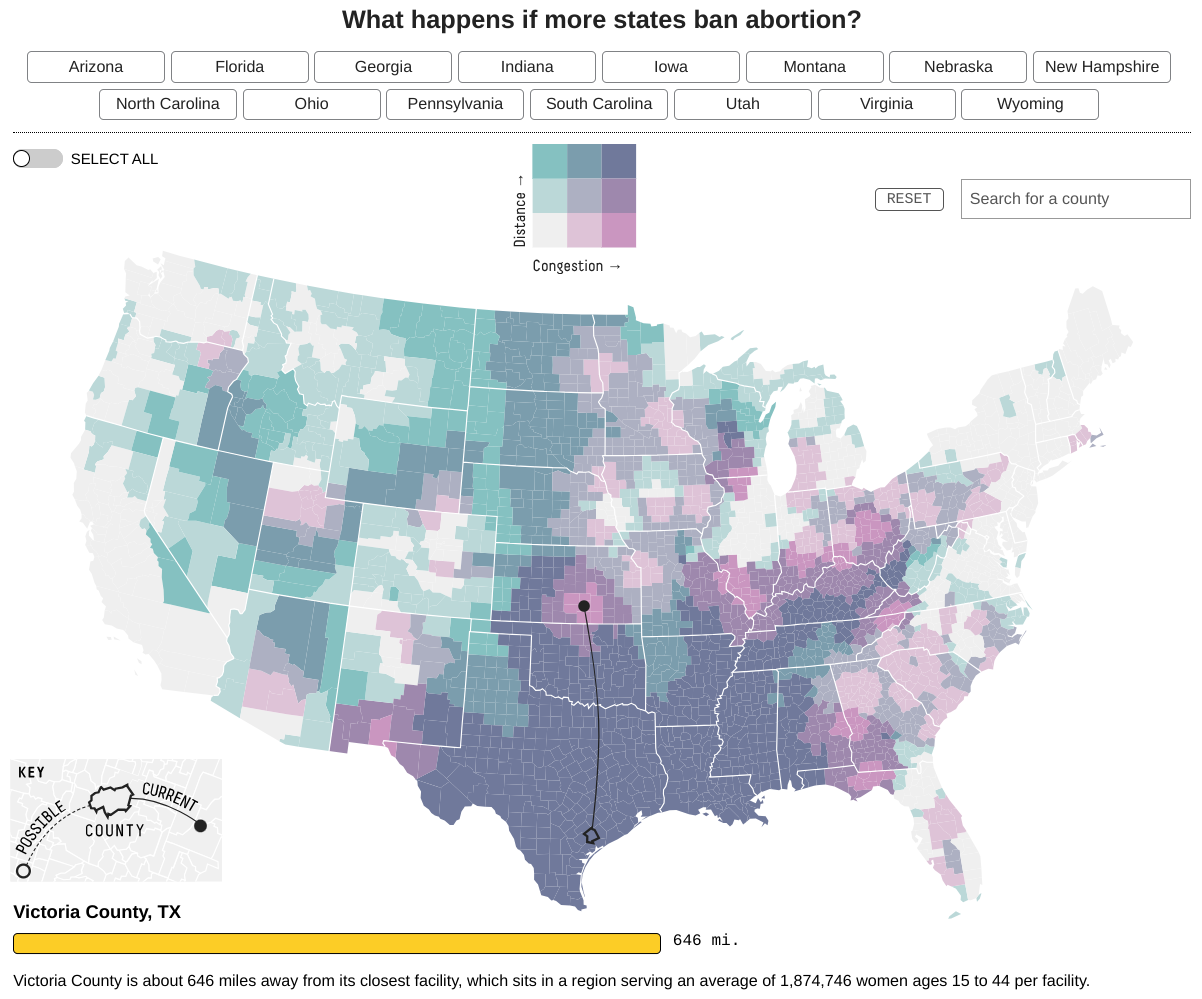 What happens if more states ban abortion?
Arizona Florida Georgia Indiana Iowa Montana Nebraska New Hampshire
North Carolina Ohio Pennsylvania South Carolina Utah Virginia Wyoming
SELECT ALL
Distance →
Congestion →
RESET
Search for a county
KEY
POSSIBLE
COUNTY
CURRENT
Victoria County, TX
646 mi.
Victoria County is about 646 miles away from its closest facility, which sits in a region serving an average of 1,874,746 women ages 15 to 44 per facility.